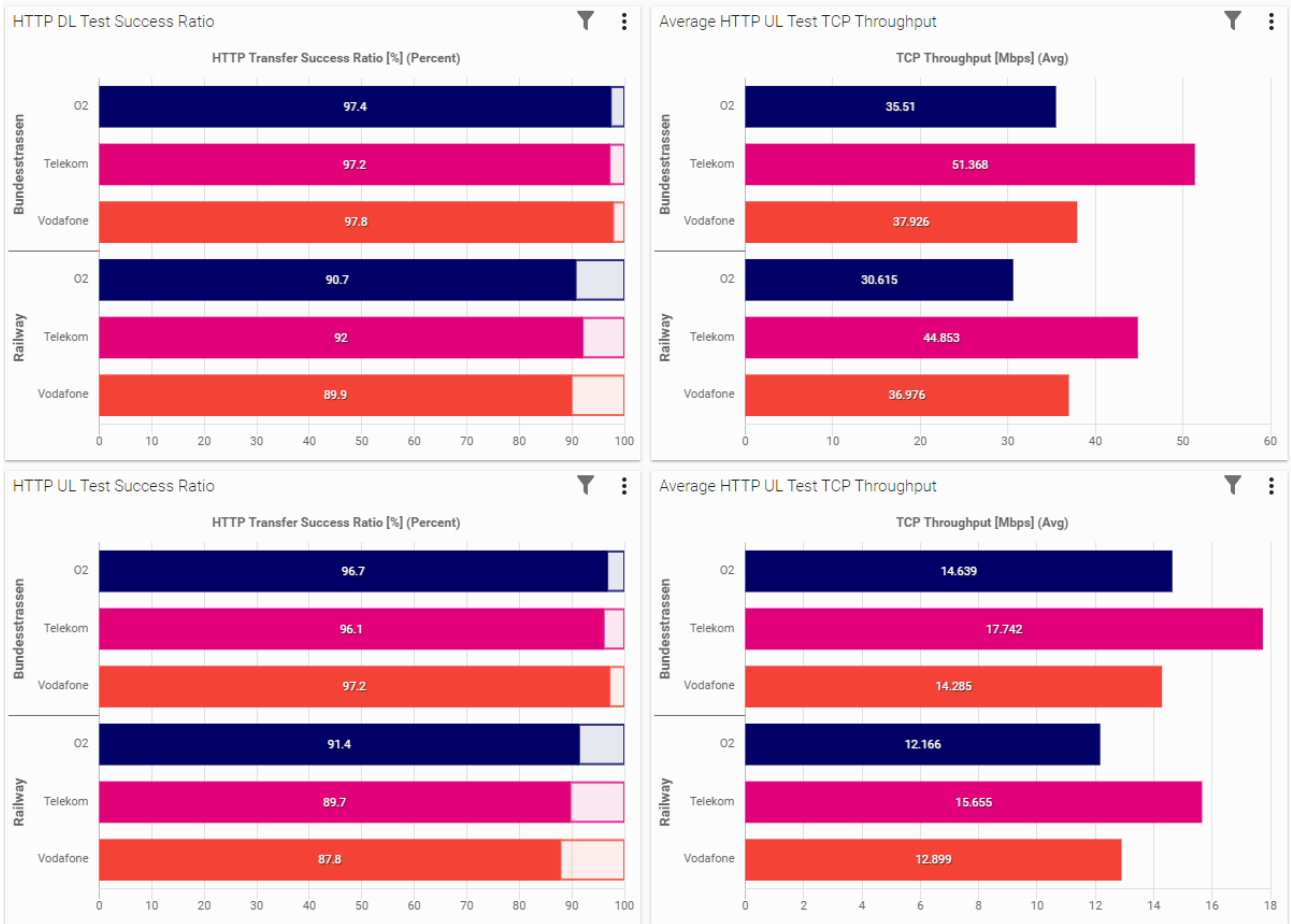 HTTP DL Test Success Ratio
HTTP Transfer Success Ratio [%] (Percent)
Bundesstrassen
O2 97.4
Telekom 97.2
Vodafone 97.8
Railway
O2 90.7
Telekom 92
Vodafone 89.9
0 10 20 30 40 50 60 70 80 90 100
Average HTTP UL Test TCP Throughput
TCP Throughput [Mbps] (Avg)
Bundesstrassen
O2 35.51
Telekom 51.368
Vodafone 37.926
Railway
O2 30.615
Telekom 44.853
Vodafone 36.976
0 10 20 30 40 50 60
HTTP UL Test Success Ratio
HTTP Transfer Success Ratio [%] (Percent)
Bundesstrassen
O2 96.7
Telekom 96.1
Vodafone 97.2
Railway
O2 91.4
Telekom 89.7
Vodafone 87.8
0 10 20 30 40 50 60 70 80 90 100
Average HTTP UL Test TCP Throughput
TCP Throughput [Mbps] (Avg)
Bundesstrassen
O2 14.639
Telekom 17.742
Vodafone 14.285
Railway
O2 12.166
Telekom 15.655
Vodafone 12.899
0 2 4 6 8 10 12 14 16 18